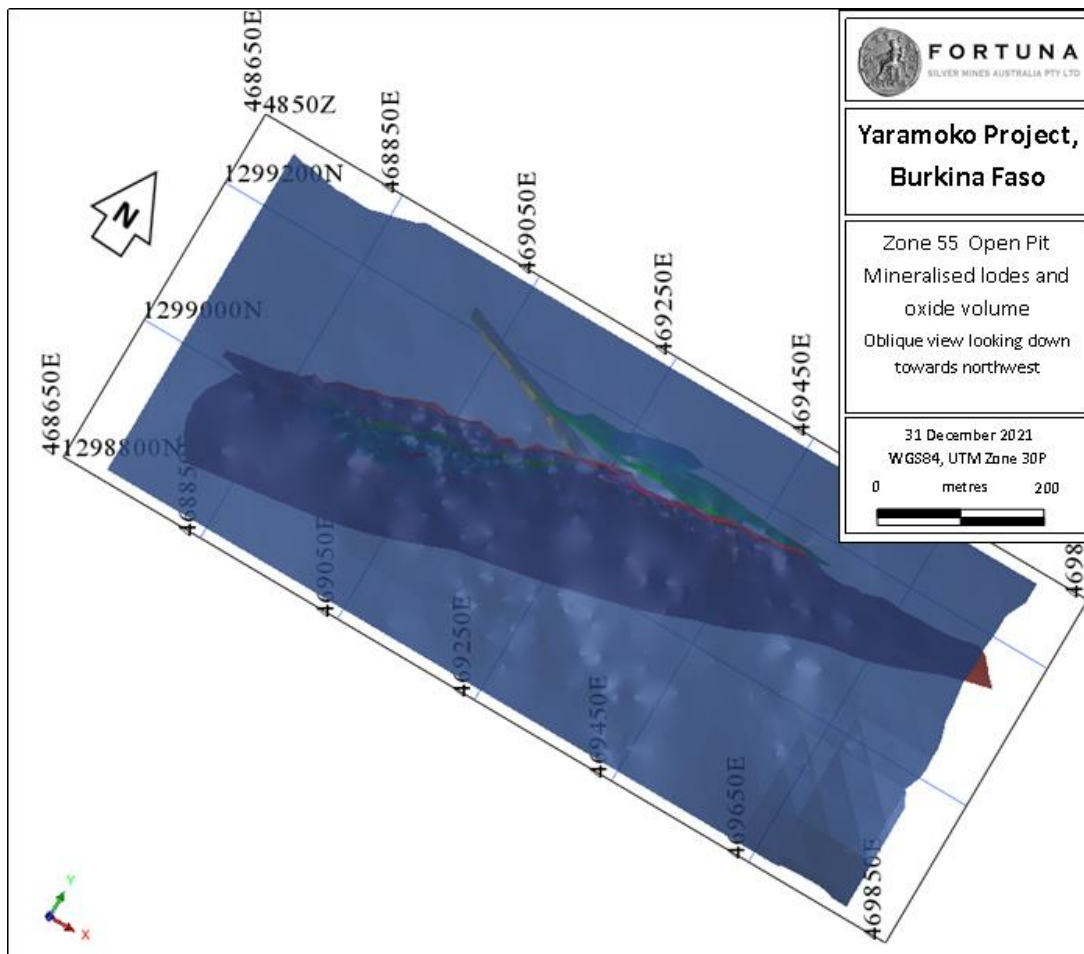 FORTUNA
SILVER MINES AUSTRALIA PTY LTD
Yaramoko Project,
Burkina Faso
Zone 55 Open Pit
Mineralised lodes and
oxide volume
Oblique view looking down
towards northwest
31 December 2021
WGS84, UTM Zone 30P
0 metres 200
468650E
4850Z
468850E
1299200N
469050E
N
469250E
1299000N
469450E
468650E
1298800N
468850E
469050E
469250E
469450E
469650E
469850E
4698
Y
X